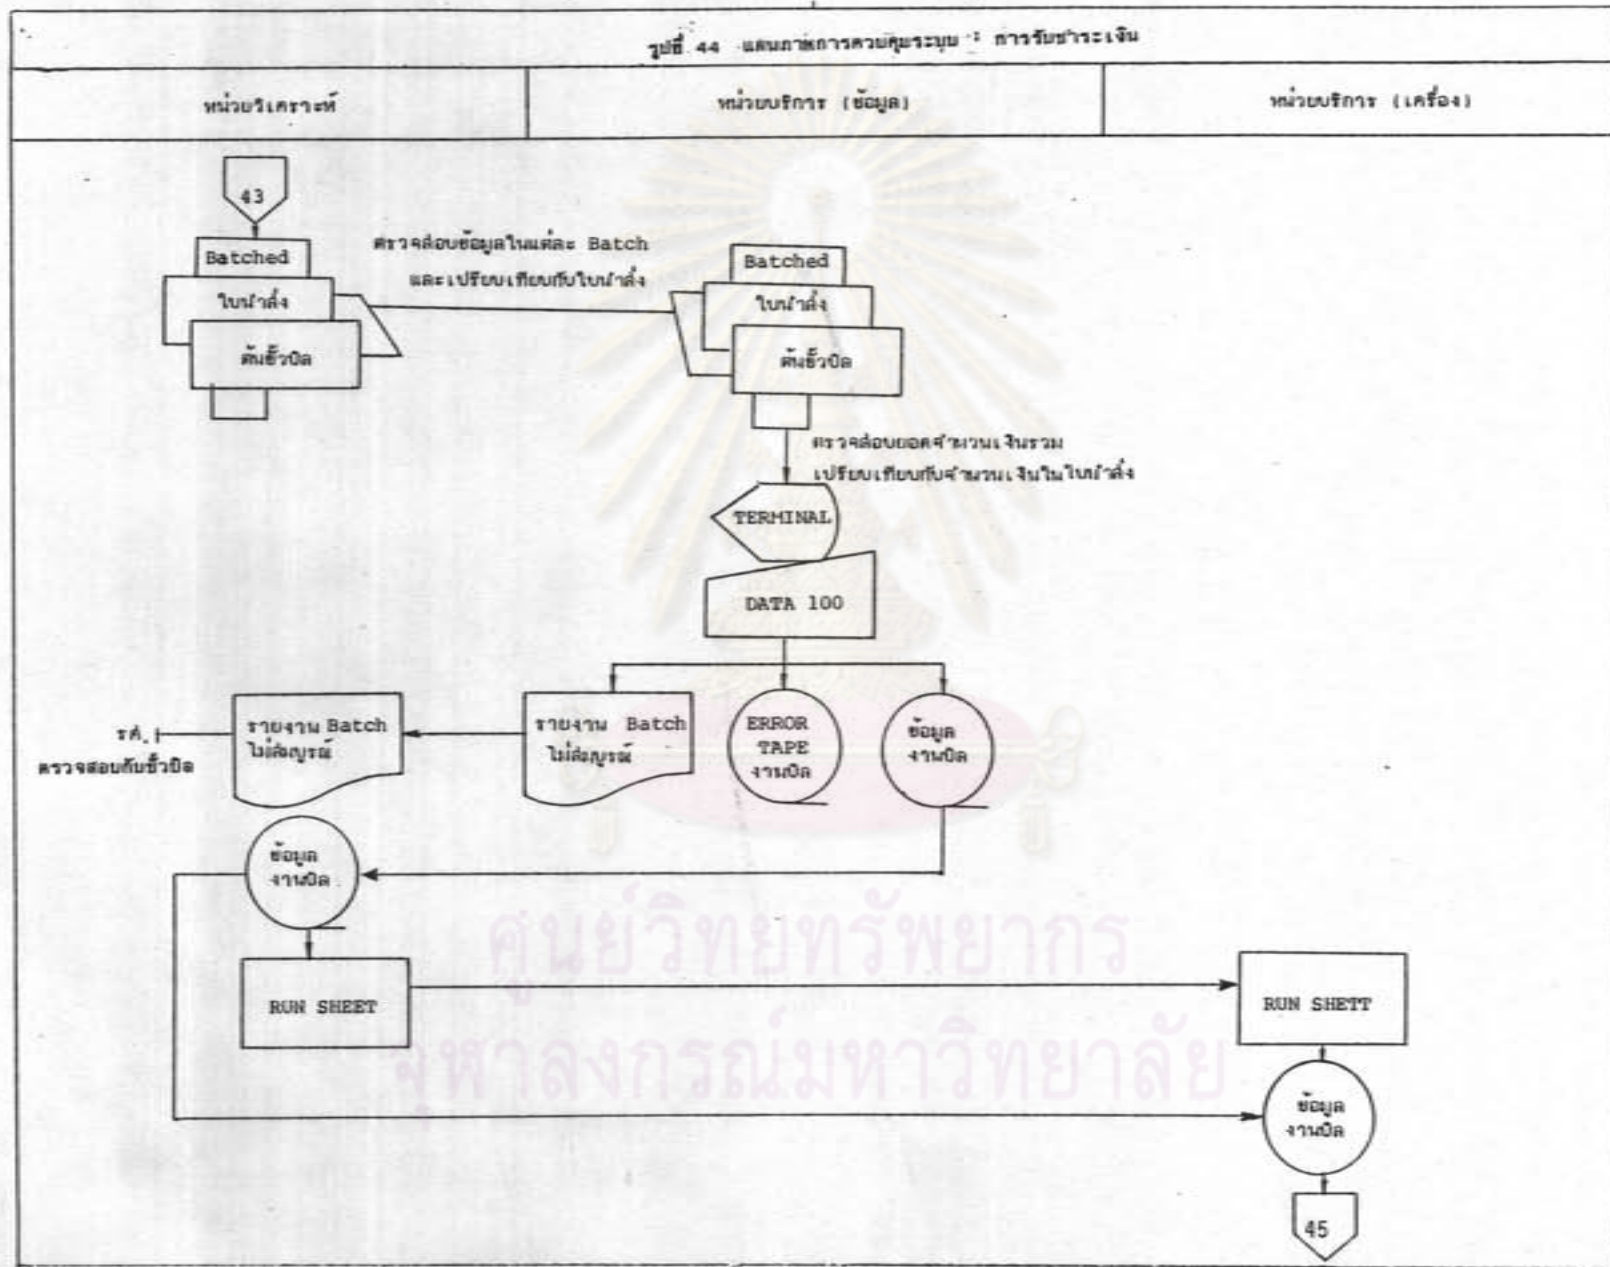 รูปที่ 44 แผนภาพการควบคุมระบบ : การรับชำระเงิน
หน่วยวิเคราะห์
หน่วยบริการ (ข้อมูล)
หน่วยบริการ (เครื่อง)
43
Batched
ใบนำส่ง
ต้นขั้วบิล
ตรวจสอบข้อมูลในแต่ละ Batch
และเปรียบเทียบกับใบนำส่ง
Batched
ใบนำส่ง
ต้นขั้วบิล
ตรวจสอบยอดจำนวนเงินรวม
เปรียบเทียบกับจำนวนเงินในใบนำส่ง
TERMINAL
DATA 100
รศ.
ตรวจสอบกับขั้วบิล
รายงาน Batch
ไม่สมบูรณ์
รายงาน Batch
ไม่สมบูรณ์
ERROR
TAPE
งานบิล
ข้อมูล
งานบิล
ข้อมูล
งานบิล
RUN SHEET
RUN SHETT
ข้อมูล
งานบิล
45
ศูนย์วิทยทรัพยากร
จุฬาลงกรณ์มหาวิทยาลัย